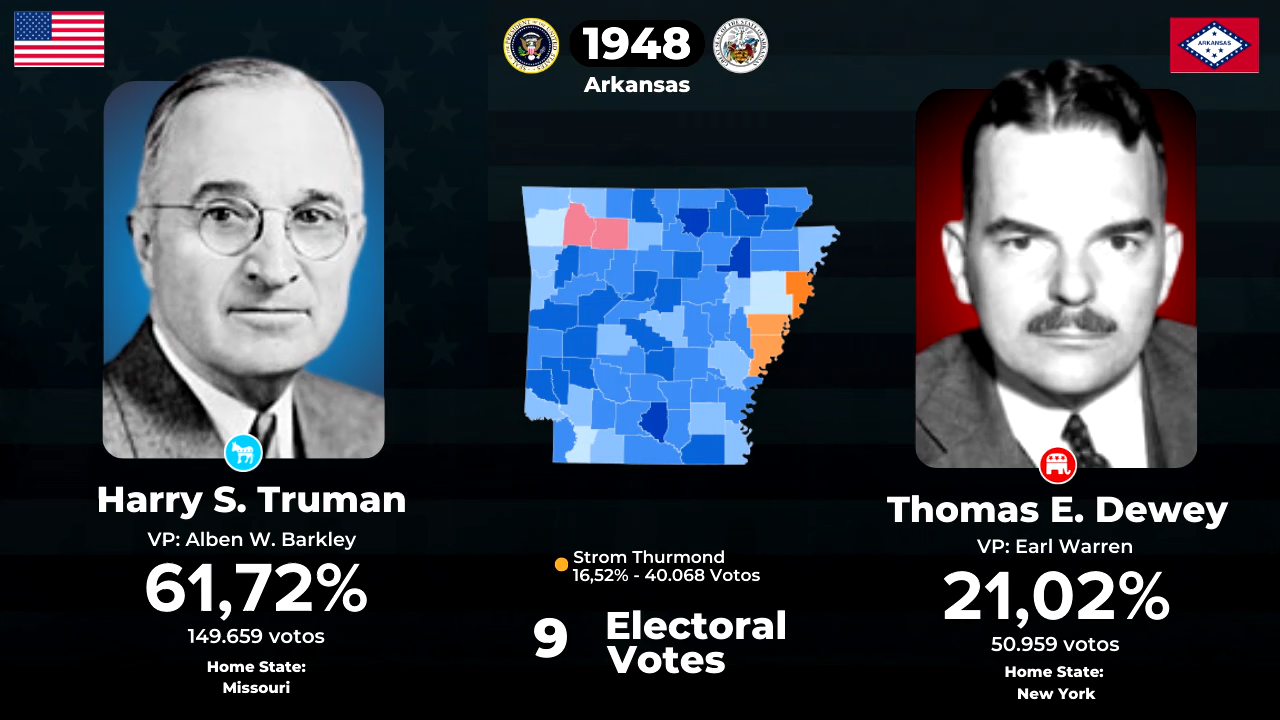 1948
Arkansas
ARKANSAS
Harry S. Truman
VP: Alben W. Barkley
61,72%
149.659 votos
Home State:
Missouri
Strom Thurmond
16,52% - 40.068 Votos
9 Electoral
Votes
Thomas E. Dewey
VP: Earl Warren
21,02%
50.959 votos
Home State:
New York